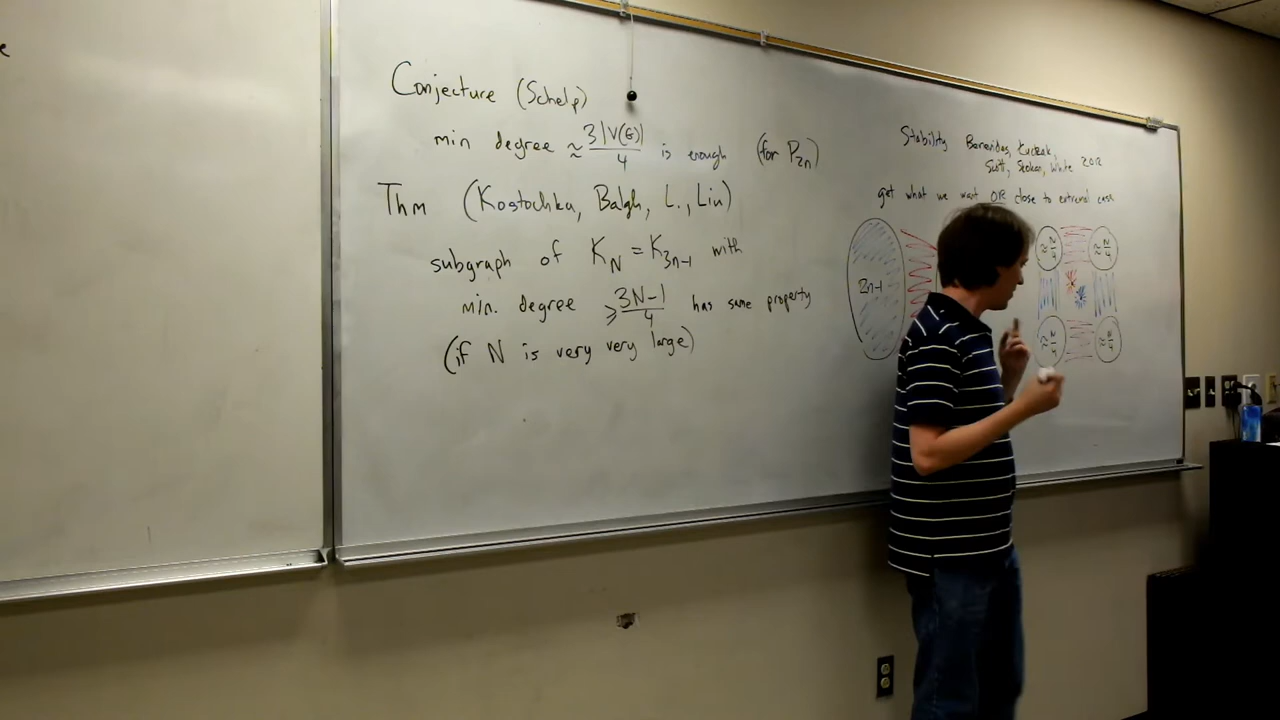 Conjecture (Schelp)
min degree ≈ 3|V(G)|/4 is enough (for P2n)
Thm (Kostochka, Balgh, L., Liu)
subgraph of KN = K3n-1 with
min. degree ≥ 3N-1/4 has same property
(if N is very very large)
Stability Benevides, Łuczak,
Scott, Skokan, White 2012
get what we want OR close to extremal case
2n-1
≈N/4 ≈N/4
≈N/4 ≈N/4